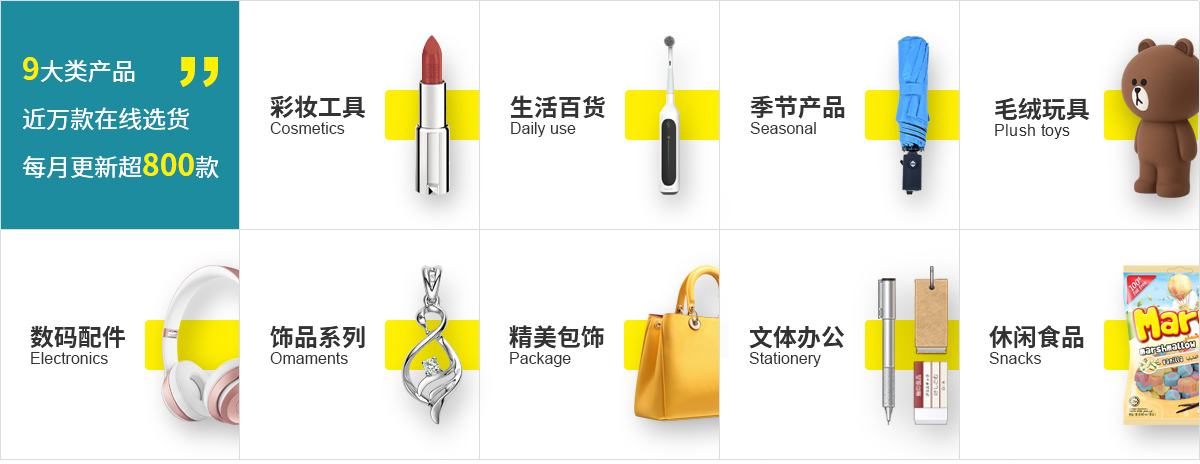 9大类产品
近万款在线选货
每月更新超800款
彩妆工具
Cosmetics
生活百货
Daily use
季节产品
Seasonal
毛绒玩具
Plush toys
数码配件
Electronics
饰品系列
Omaments
精美包饰
Package
文体办公
Stationery
休闲食品
Snacks
100%
Mar
marshmallow
Vanilla